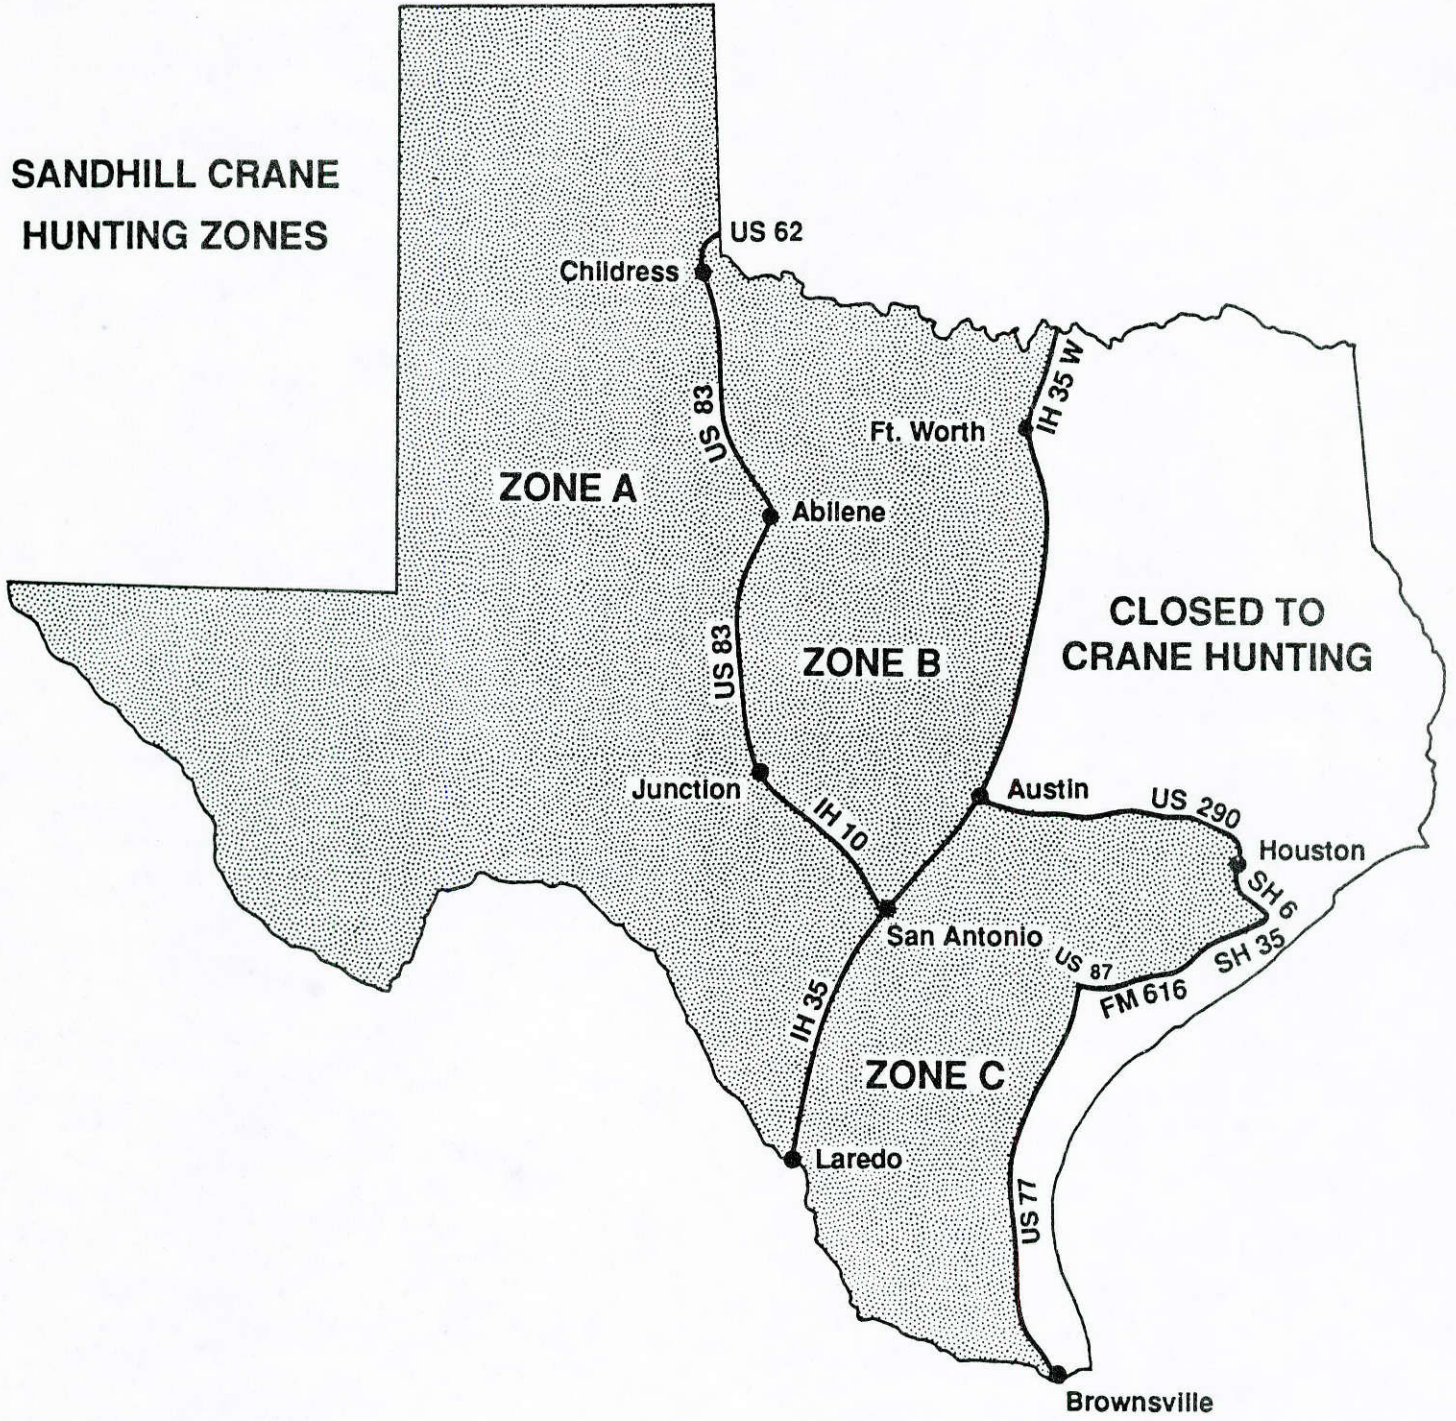 SANDHILL CRANE
HUNTING ZONES
US 62
Childress
IH 35 W
US 83
Ft. Worth
ZONE A
Abilene
CLOSED TO
CRANE HUNTING
US 83
ZONE B
Junction
IH 10
Austin
US 290
Houston
SH 6
San Antonio
US 87
SH 35
FM 616
IH 35
ZONE C
Laredo
US 77
Brownsville